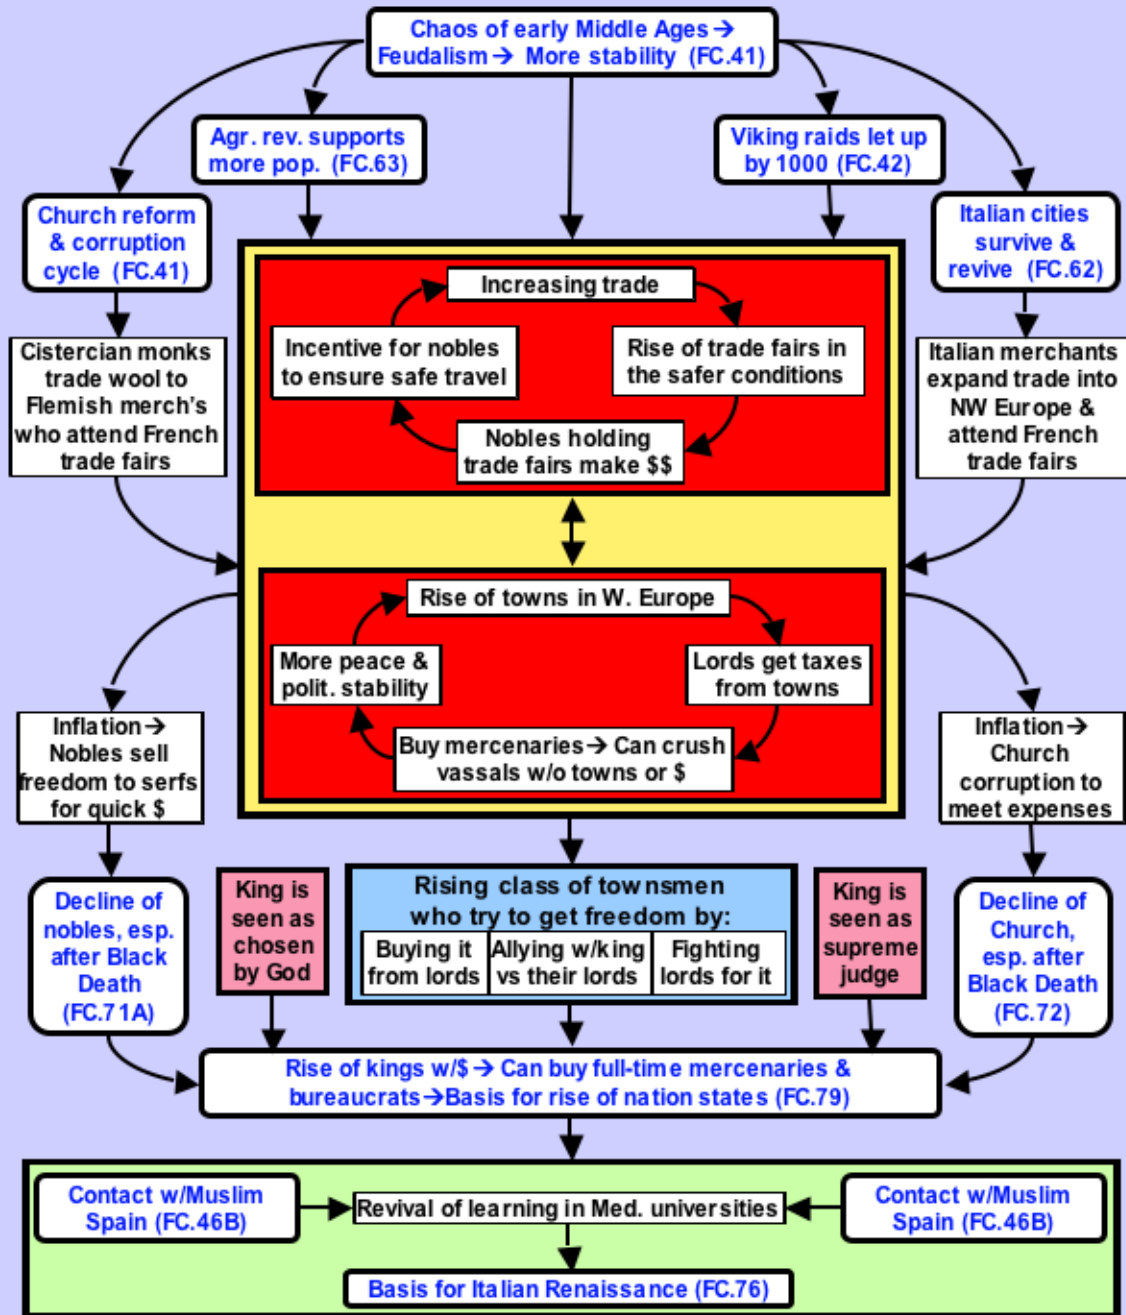 Chaos of early Middle Ages→
Feudalism→ More stability (FC.41)
Agr. rev. supports
more pop. (FC.63)
Viking raids let up
by 1000 (FC.42)
Church reform
& corruption
cycle (FC.41)
Italian cities
survive &
revive (FC.62)
Cistercian monks
trade wool to
Flemish merch's
who attend French
trade fairs
Increasing trade
Incentive for nobles
to ensure safe travel
Rise of trade fairs in
the safer conditions
Nobles holding
trade fairs make $$
Italian merchants
expand trade into
NW Europe &
attend French
trade fairs
Rise of towns in W. Europe
More peace &
polit. stability
Lords get taxes
from towns
Buy mercenaries→ Can crush
vassals w/o towns or $
Inflation→
Nobles sell
freedom to serfs
for quick $
Inflation→
Church
corruption to
meet expenses
Decline of
nobles, esp.
after Black
Death
(FC.71A)
King is
seen as
chosen
by God
Rising class of townsmen
who try to get freedom by:
Buying it
from lords
Allying w/king
vs their lords
Fighting
lords for it
King is
seen as
supreme
judge
Decline of
Church,
esp. after
Black Death
(FC.72)
Rise of kings w/$→ Can buy full-time mercenaries &
bureaucrats→Basis for rise of nation states (FC.79)
Contact w/Muslim
Spain (FC.46B)
Revival of learning in Med. universities
Contact w/Muslim
Spain (FC.46B)
Basis for Italian Renaissance (FC.76)